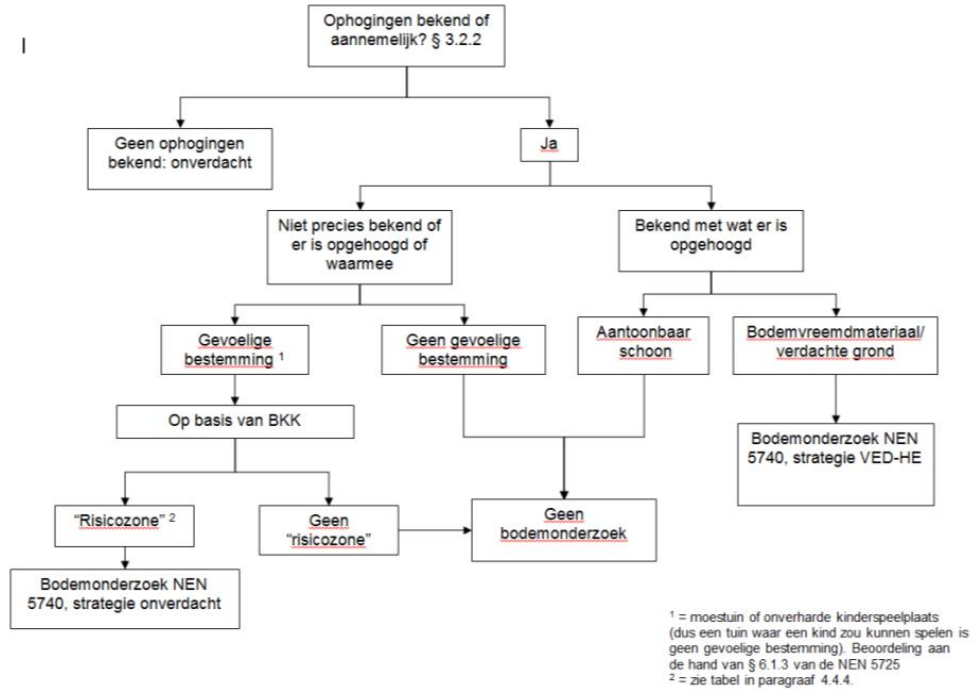 Ophogingen bekend of
aannemelijk? § 3.2.2
|
Geen ophogingen
bekend: onverdacht
Ja
Niet precies bekend of
er is opgehoogd of
waarmee
Bekend met wat er is
opgehoogd
Gevoelige
bestemming ¹
Geen gevoelige
bestemming
Aantoonbaar
schoon
Bodemvreemdmateriaal/
verdachte grond
Op basis van BKK
Bodemonderzoek NEN
5740, strategie VED-HE
“Risicozone” ²
Geen
“risicozone”
Geen
bodemonderzoek
Bodemonderzoek NEN
5740, strategie onverdacht
¹ = moestuin of onverharde kinderspeelplaats
(dus een tuin waar een kind zou kunnen spelen is
geen gevoelige bestemming). Beoordeling aan
de hand van § 6.1.3 van de NEN 5725
² = zie tabel in paragraaf 4.4.4.